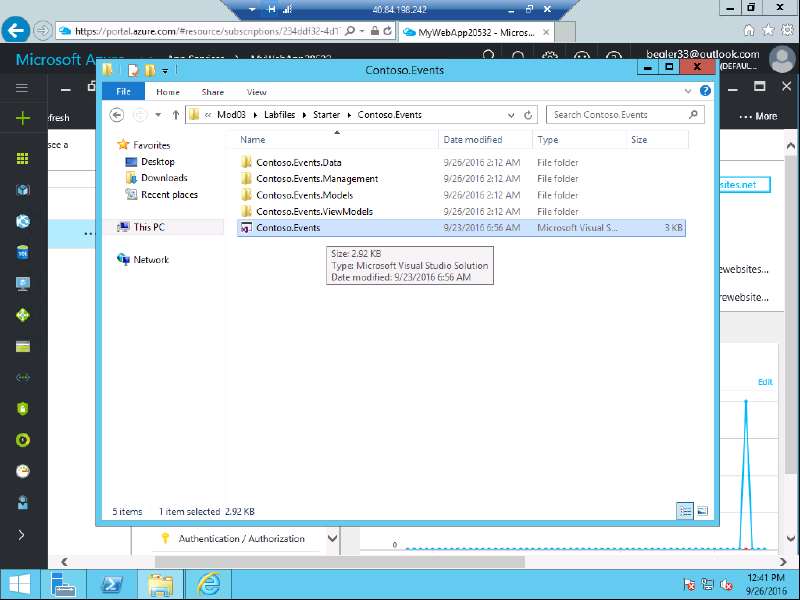 40.84.198.242
https://portal.azure.com/#resource/subscriptions/234ddf32-4d
MyWebApp20532 - Micros...
Microsoft Azure
begler33@outlook.com
(DEFAUL...
Contoso.Events
File Home Share View
« Mod03 Labfiles Starter Contoso.Events
Search Contoso.Events
efresh
More
see a
Favorites
Desktop
Downloads
Recent places
This PC
Network
Name Date modified Type Size
Contoso.Events.Data 9/26/2016 2:12 AM File folder
Contoso.Events.Management 9/26/2016 2:12 AM File folder
Contoso.Events.Models 9/26/2016 2:12 AM File folder
Contoso.Events.ViewModels 9/26/2016 2:12 AM File folder
Contoso.Events 9/23/2016 6:56 AM Microsoft Visual S... 3 KB
Size: 2.92 KB
Type: Microsoft Visual Studio Solution
Date modified: 9/23/2016 6:56 AM
sites.net
ewebsites...
rewebsite...
Edit
5 items 1 item selected 2.92 KB
Authentication / Authorization
0
12:41 PM
9/26/2016